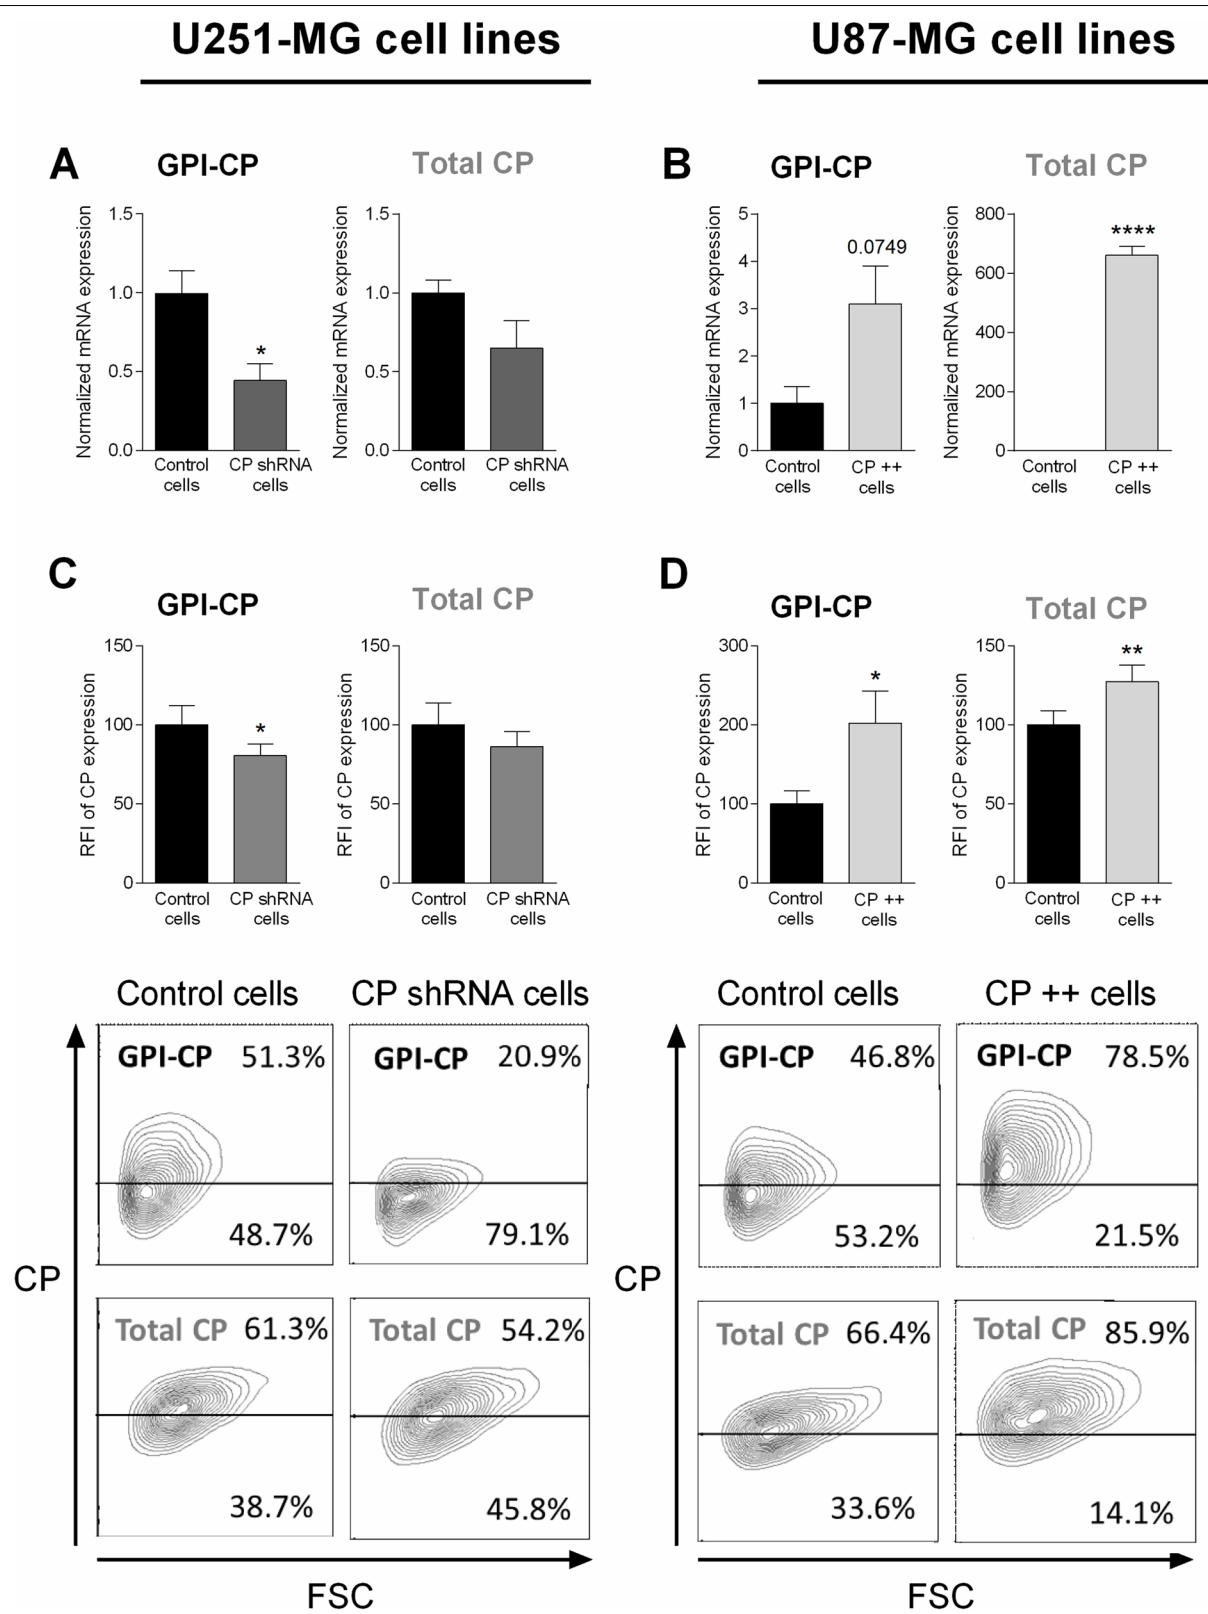 U251-MG cell lines
U87-MG cell lines
A
GPI-CP
Total CP
Normalized mRNA expression
1.5
1.0
0.5
0.0
*
Control cells
CP shRNA cells
Normalized mRNA expression
1.5
1.0
0.5
0.0
Control cells
CP shRNA cells
B
GPI-CP
Total CP
Normalized mRNA expression
5
4
3
2
1
0
0.0749
Control cells
CP ++ cells
Normalized mRNA expression
800
600
400
200
0
****
Control cells
CP ++ cells
C
GPI-CP
Total CP
RFI of CP expression
150
100
50
0
*
Control cells
CP shRNA cells
RFI of CP expression
150
100
50
0
Control cells
CP shRNA cells
D
GPI-CP
Total CP
RFI of CP expression
300
200
100
0
*
Control cells
CP ++ cells
RFI of CP expression
150
100
50
0
**
Control cells
CP ++ cells
Control cells
CP shRNA cells
GPI-CP 51.3%
48.7%
GPI-CP 20.9%
79.1%
CP
Total CP 61.3%
38.7%
Total CP 54.2%
45.8%
FSC
Control cells
CP ++ cells
GPI-CP 46.8%
53.2%
GPI-CP 78.5%
21.5%
CP
Total CP 66.4%
33.6%
Total CP 85.9%
14.1%
FSC